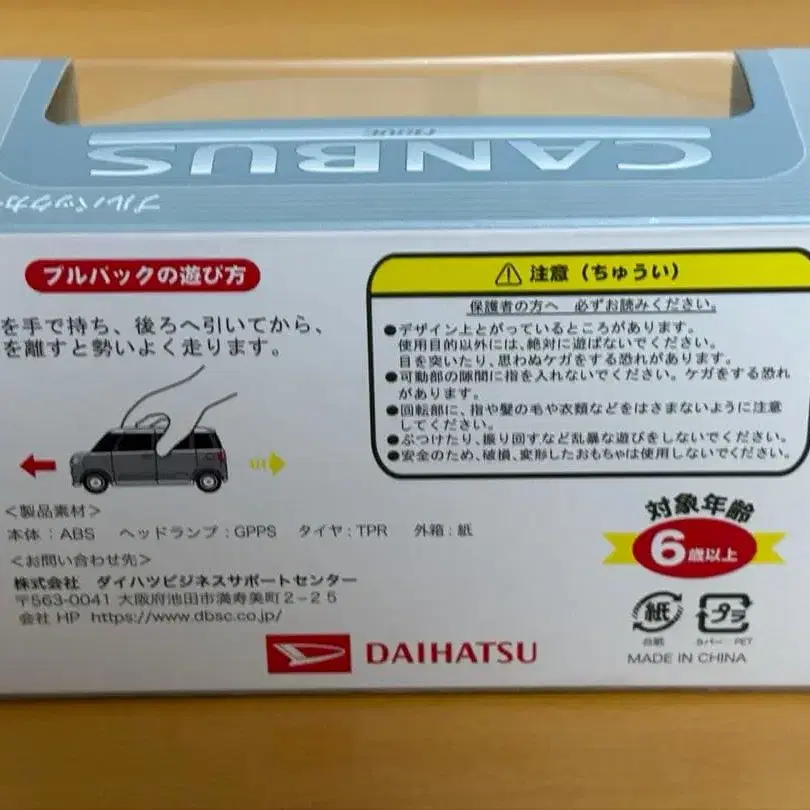 CANBUS
プルバックカー
プルバックの遊び方
を手で持ち、後ろへ引いてから、
を離すと勢いよく走ります。
注意（ちゅうい）
保護者の方へ 必ずお読みください。
●デザイン上とがっているところがあります。
使用目的以外には、絶対に遊ばないでください。
目を突いたり、思わぬケガをする恐れがあります。
●可動部の隙間に指を入れないでください。ケガをする恐れ
があります。
●回転部に、指や髪の毛や衣類などをはさまないように注意
してください。
●ぶつけたり、振り回すなど乱暴な遊びをしないでください。
●安全のため、破損、変形したおもちゃは使用しないでください。
＜製品素材＞
本体：ABS ヘッドランプ：GPPS タイヤ：TPR 外箱：紙
＜お問い合わせ先＞
株式会社 ダイハツビジネスサポートセンター
〒563-0041 大阪府池田市満寿美町2-25
会社HP https://www.dbsc.co.jp/
DAIHATSU
対象年齢
6歳以上
紙
プラ
台紙
カバー PET
MADE IN CHINA